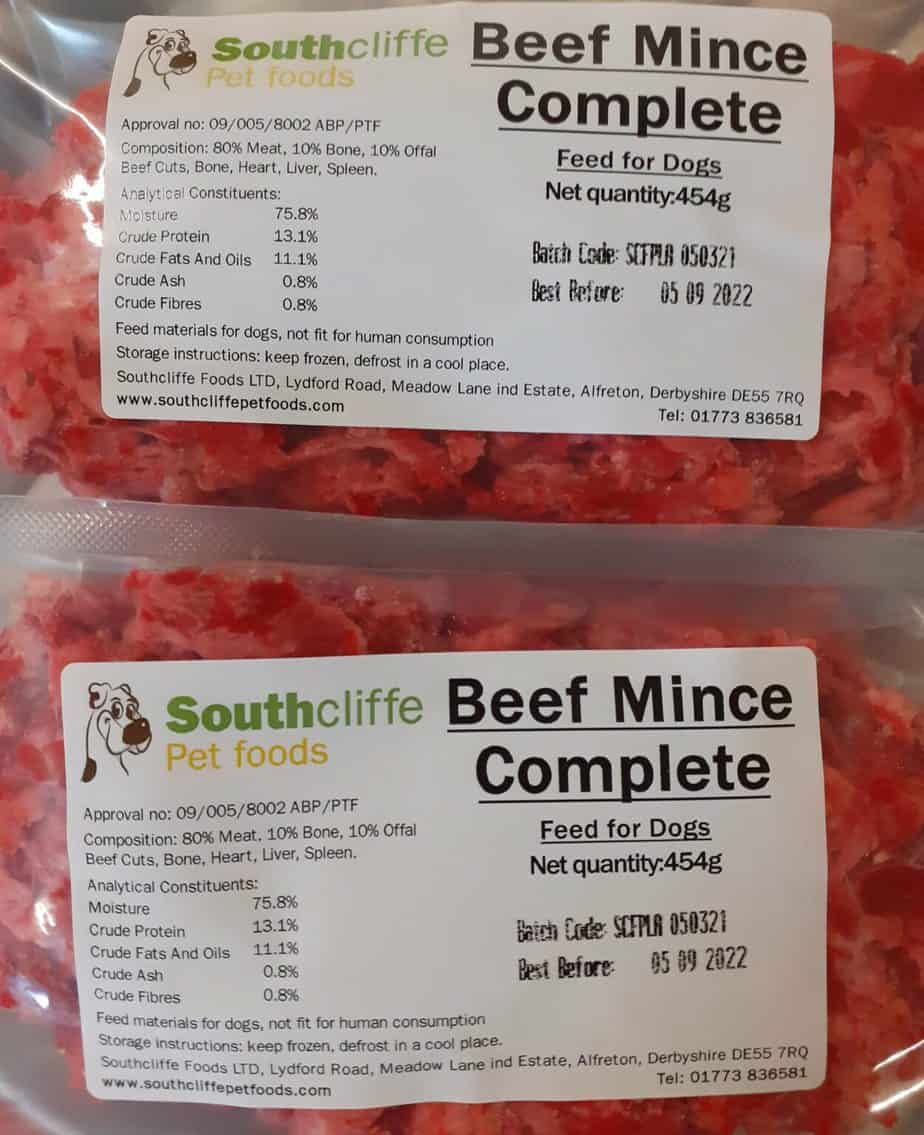 Southcliffe
Pet foods
Beef Mince
Complete
Feed for Dogs
Net quantity:454g
Approval no: 09/005/8002 ABP/PTF
Composition: 80% Meat, 10% Bone, 10% Offal
Beef Cuts, Bone, Heart, Liver, Spleen.
Analytical Constituents:
Moisture 75.8%
Crude Protein 13.1%
Crude Fats And Oils 11.1%
Crude Ash 0.8%
Crude Fibres 0.8%
Batch Code: SCFPLR 050321
Best Before: 05 09 2022
Feed materials for dogs, not fit for human consumption
Storage instructions: keep frozen, defrost in a cool place.
Southcliffe Foods LTD, Lydford Road, Meadow Lane ind Estate, Alfreton, Derbyshire DE55 7RQ
www.southcliffepetfoods.com Tel: 01773 836581
Southcliffe
Pet foods
Beef Mince
Complete
Feed for Dogs
Net quantity:454g
Approval no: 09/005/8002 ABP/PTF
Composition: 80% Meat. 10% Bone, 10% Offal
Beef Cuts, Bone, Heart, Liver, Spleen.
Analytical Constituents:
Moisture 75.8%
Crude Protein 13.1%
Crude Fats And Oils 11.1%
Crude Ash 0.8%
Crude Fibres 0.8%
Batch Code: SCFPLR 050321
Best Before: 05 09 2022
Feed materials for dogs, not fit for human consumption
Storage instructions: keep frozen, defrost in a cool place.
Southcliffe Foods LTD, Lydford Road, Meadow Lane ind Estate, Alfreton, Derbyshire DE55 7RQ
www.southcliffepetfoods.com Tel: 01773 836581